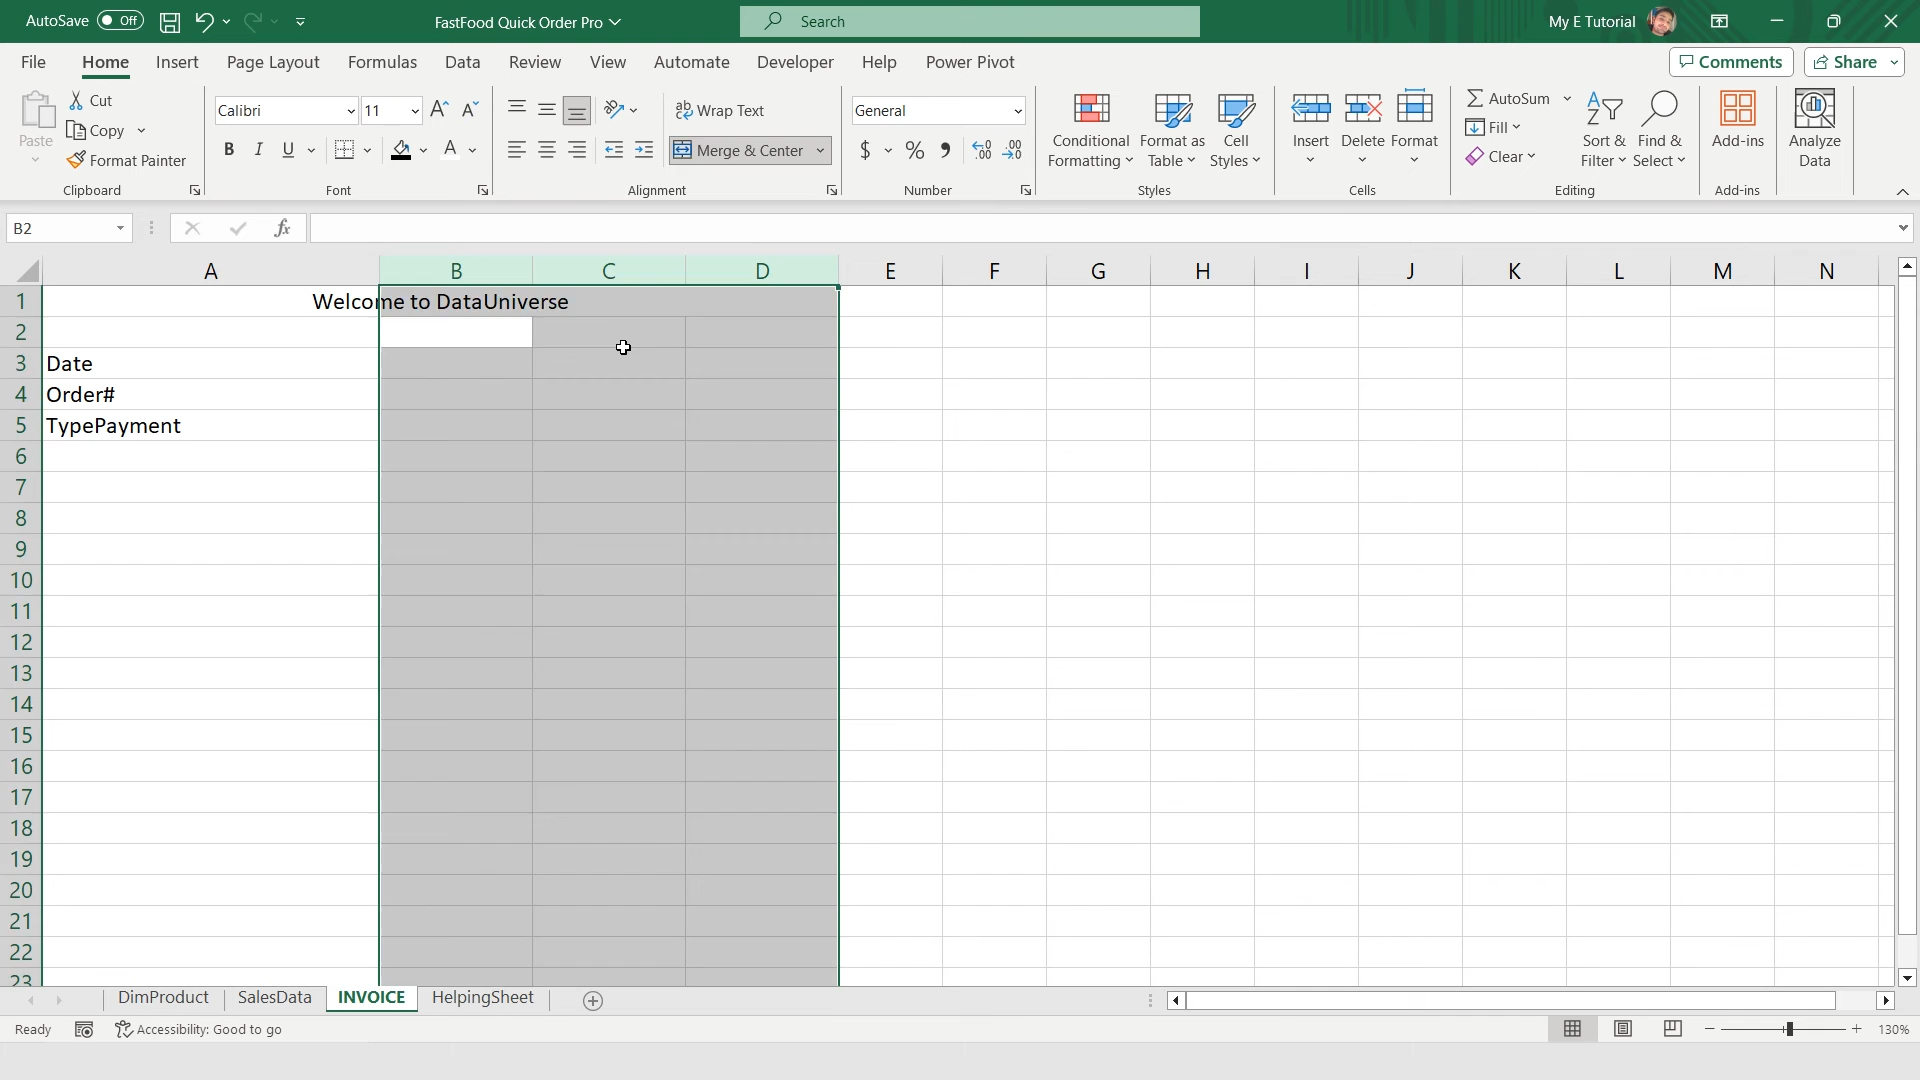 AutoSave Off FastFood Quick Order Pro Search My E Tutorial
File Home Insert Page Layout Formulas Data Review View Automate Developer Help Power Pivot Comments Share
Paste Cut
Copy
Format Painter
Clipboard
Calibri 11
B I U
Font
Wrap Text
Merge & Center
Alignment
General
$ % ,
Number
Conditional Formatting
Format as Table
Cell Styles
Styles
Insert Delete Format
Cells
AutoSum
Fill
Clear
Sort & Filter
Find & Select
Editing
Add-ins
Add-ins
Analyze Data
B2 fx
A B C D E F G H I J K L M N
1 Welcome to DataUniverse
2
3 Date
4 Order#
5 TypePayment
6
7
8
9
10
11
12
13
14
15
16
17
18
19
20
21
22
23
DimProduct SalesData INVOICE HelpingSheet
Ready Accessibility: Good to go 130%